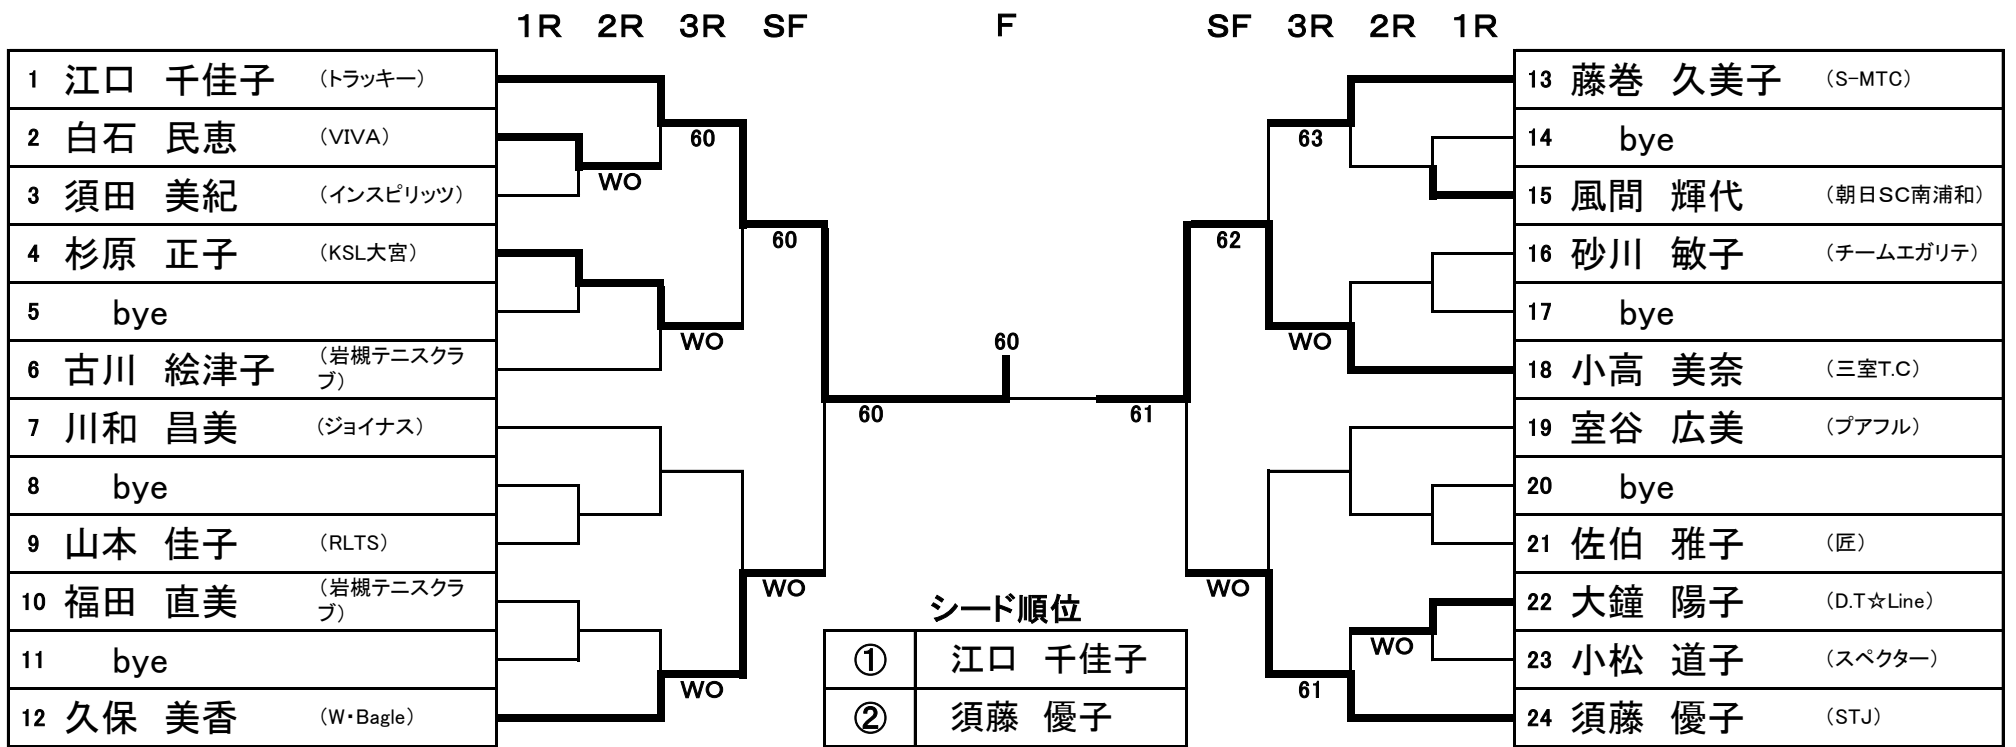 1R 2R 3R SF F SF 3R 2R 1R
1 江口 千佳子 (トラッキー)
2 白石 民恵 (VIVA)
3 須田 美紀 (インスピリッツ)
4 杉原 正子 (KSL大宮)
5 bye
6 古川 絵津子 (岩槻テニスクラ
ブ)
7 川和 昌美 (ジョイナス)
8 bye
9 山本 佳子 (RLTS)
10 福田 直美 (岩槻テニスクラ
ブ)
11 bye
12 久保 美香 (W・Bagle)
WO
60
WO
60
WO
WO
60
60
61
62
WO
63
WO
61
WO
シード順位
① 江口 千佳子
② 須藤 優子
13 藤巻 久美子 (S-MTC)
14 bye
15 風間 輝代 (朝日SC南浦和)
16 砂川 敏子 (チームエガリテ)
17 bye
18 小高 美奈 (三室T.C)
19 室谷 広美 (プアフル)
20 bye
21 佐伯 雅子 (匠)
22 大鐘 陽子 (D.T☆Line)
23 小松 道子 (スペクター)
24 須藤 優子 (STJ)